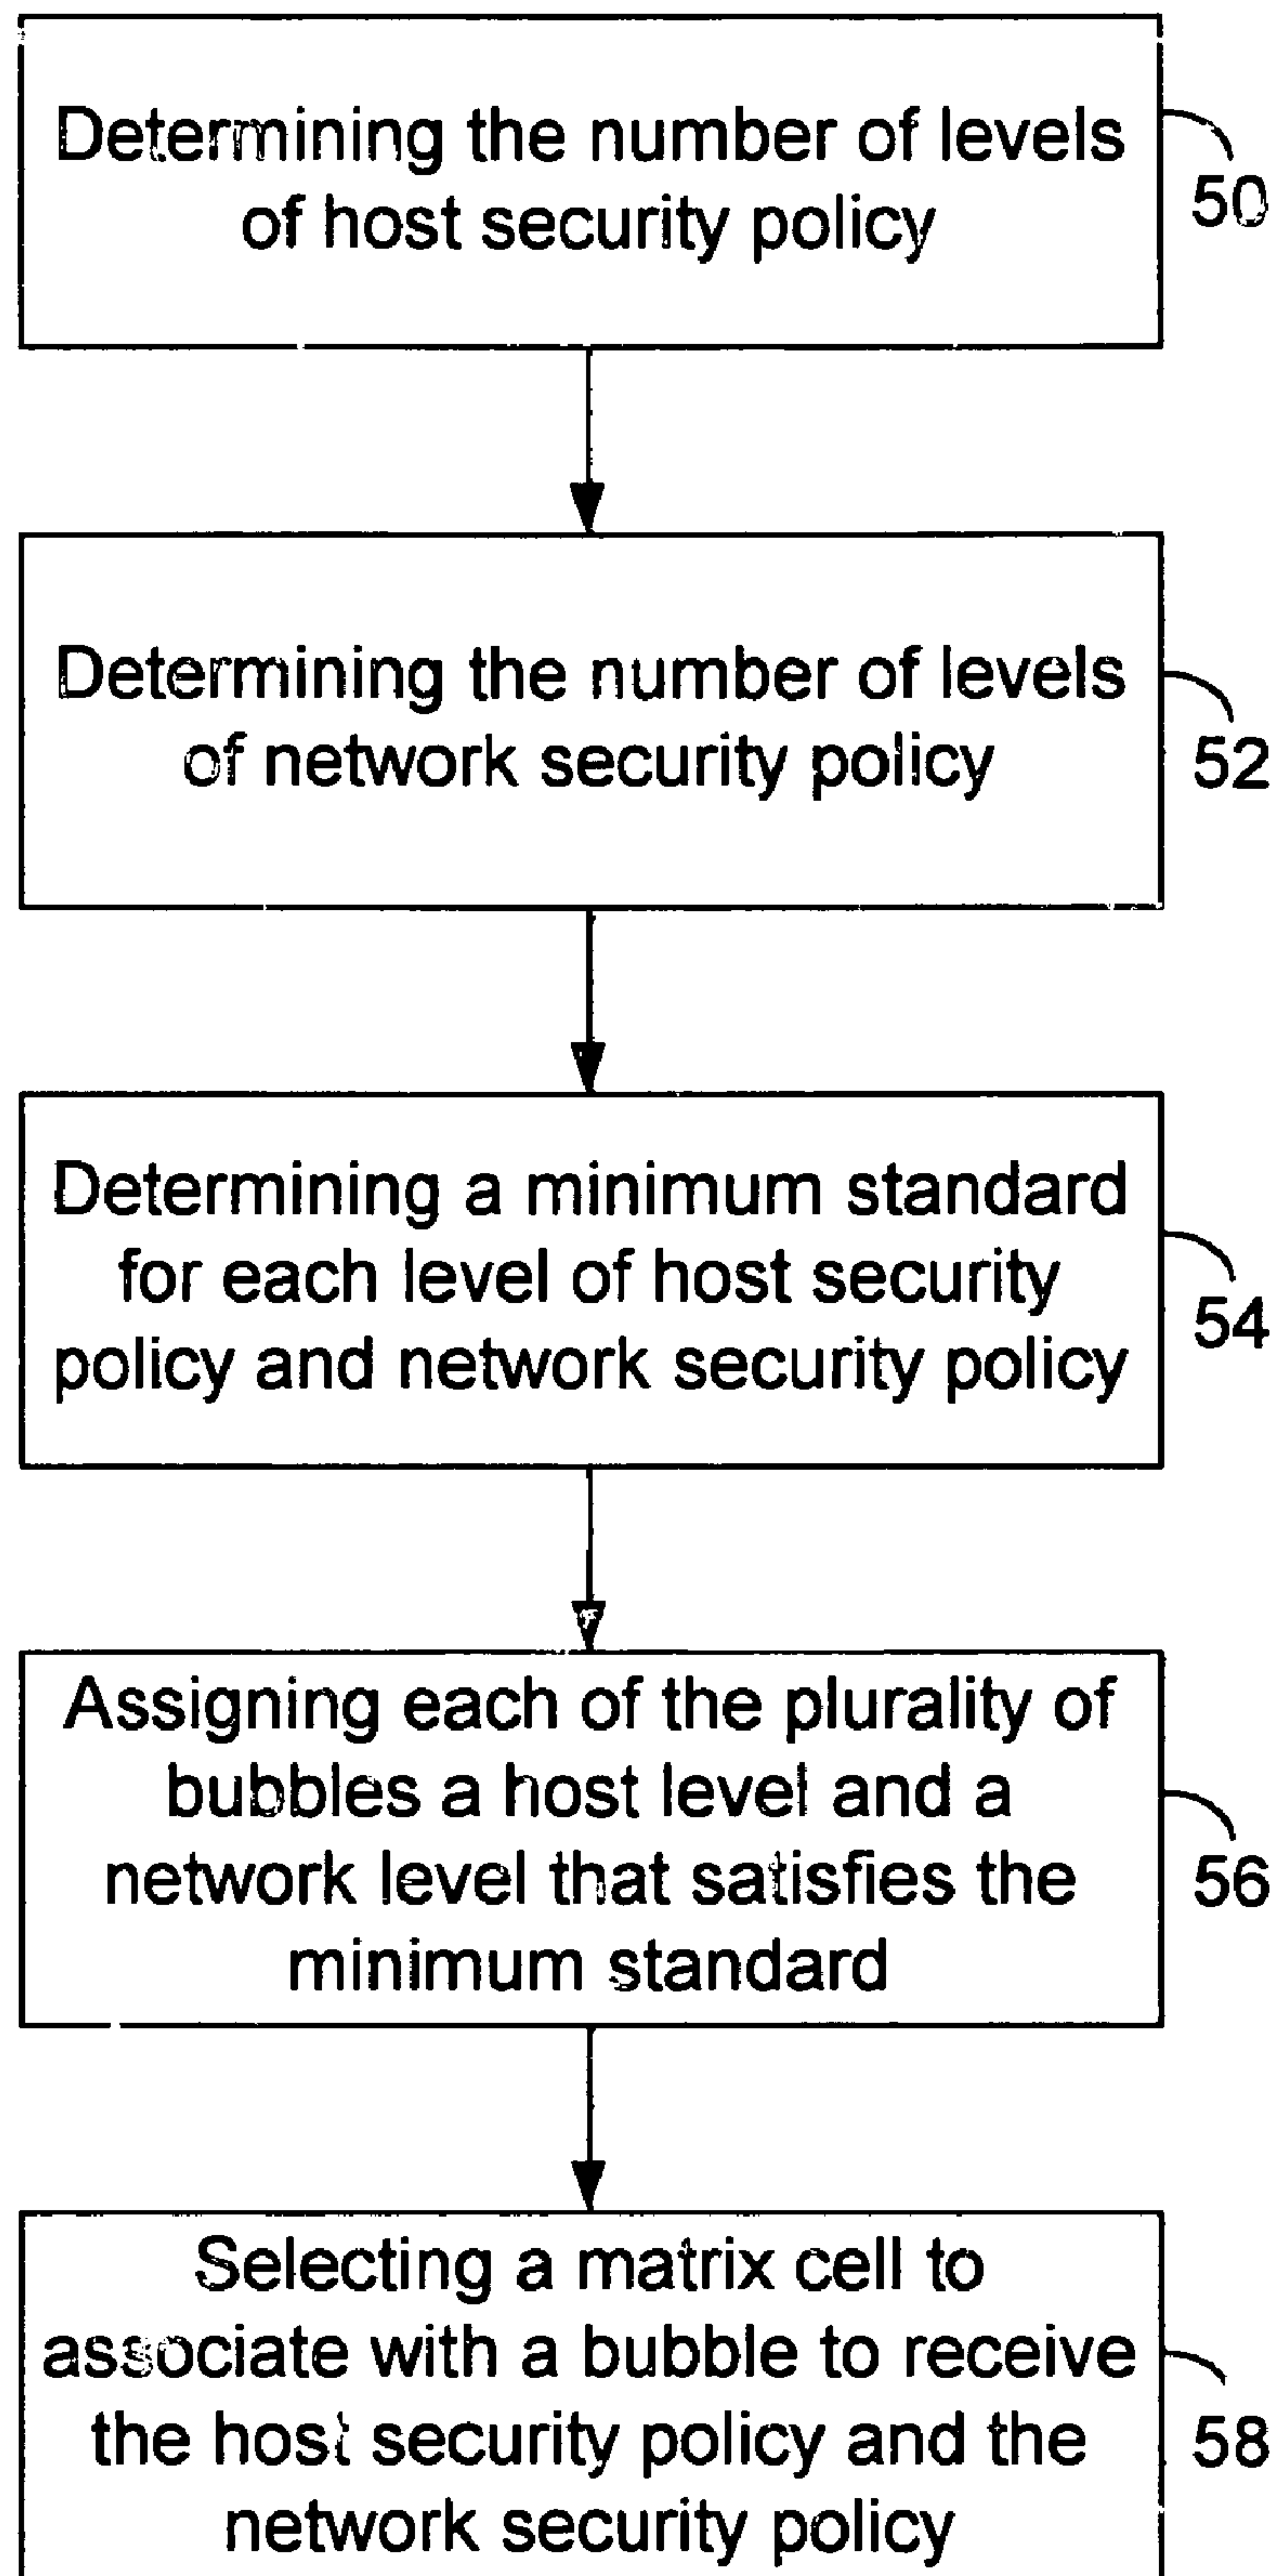 Determining the number of levels
of host security policy
50
Determining the number of levels
of network security policy
52
Determining a minimum standard
for each level of host security
policy and network security policy
54
Assigning each of the plurality of
bubbles a host level and a
network level that satisfies the
minimum standard
56
Selecting a matrix cell to
associate with a bubble to receive
the host security policy and the
network security policy
58